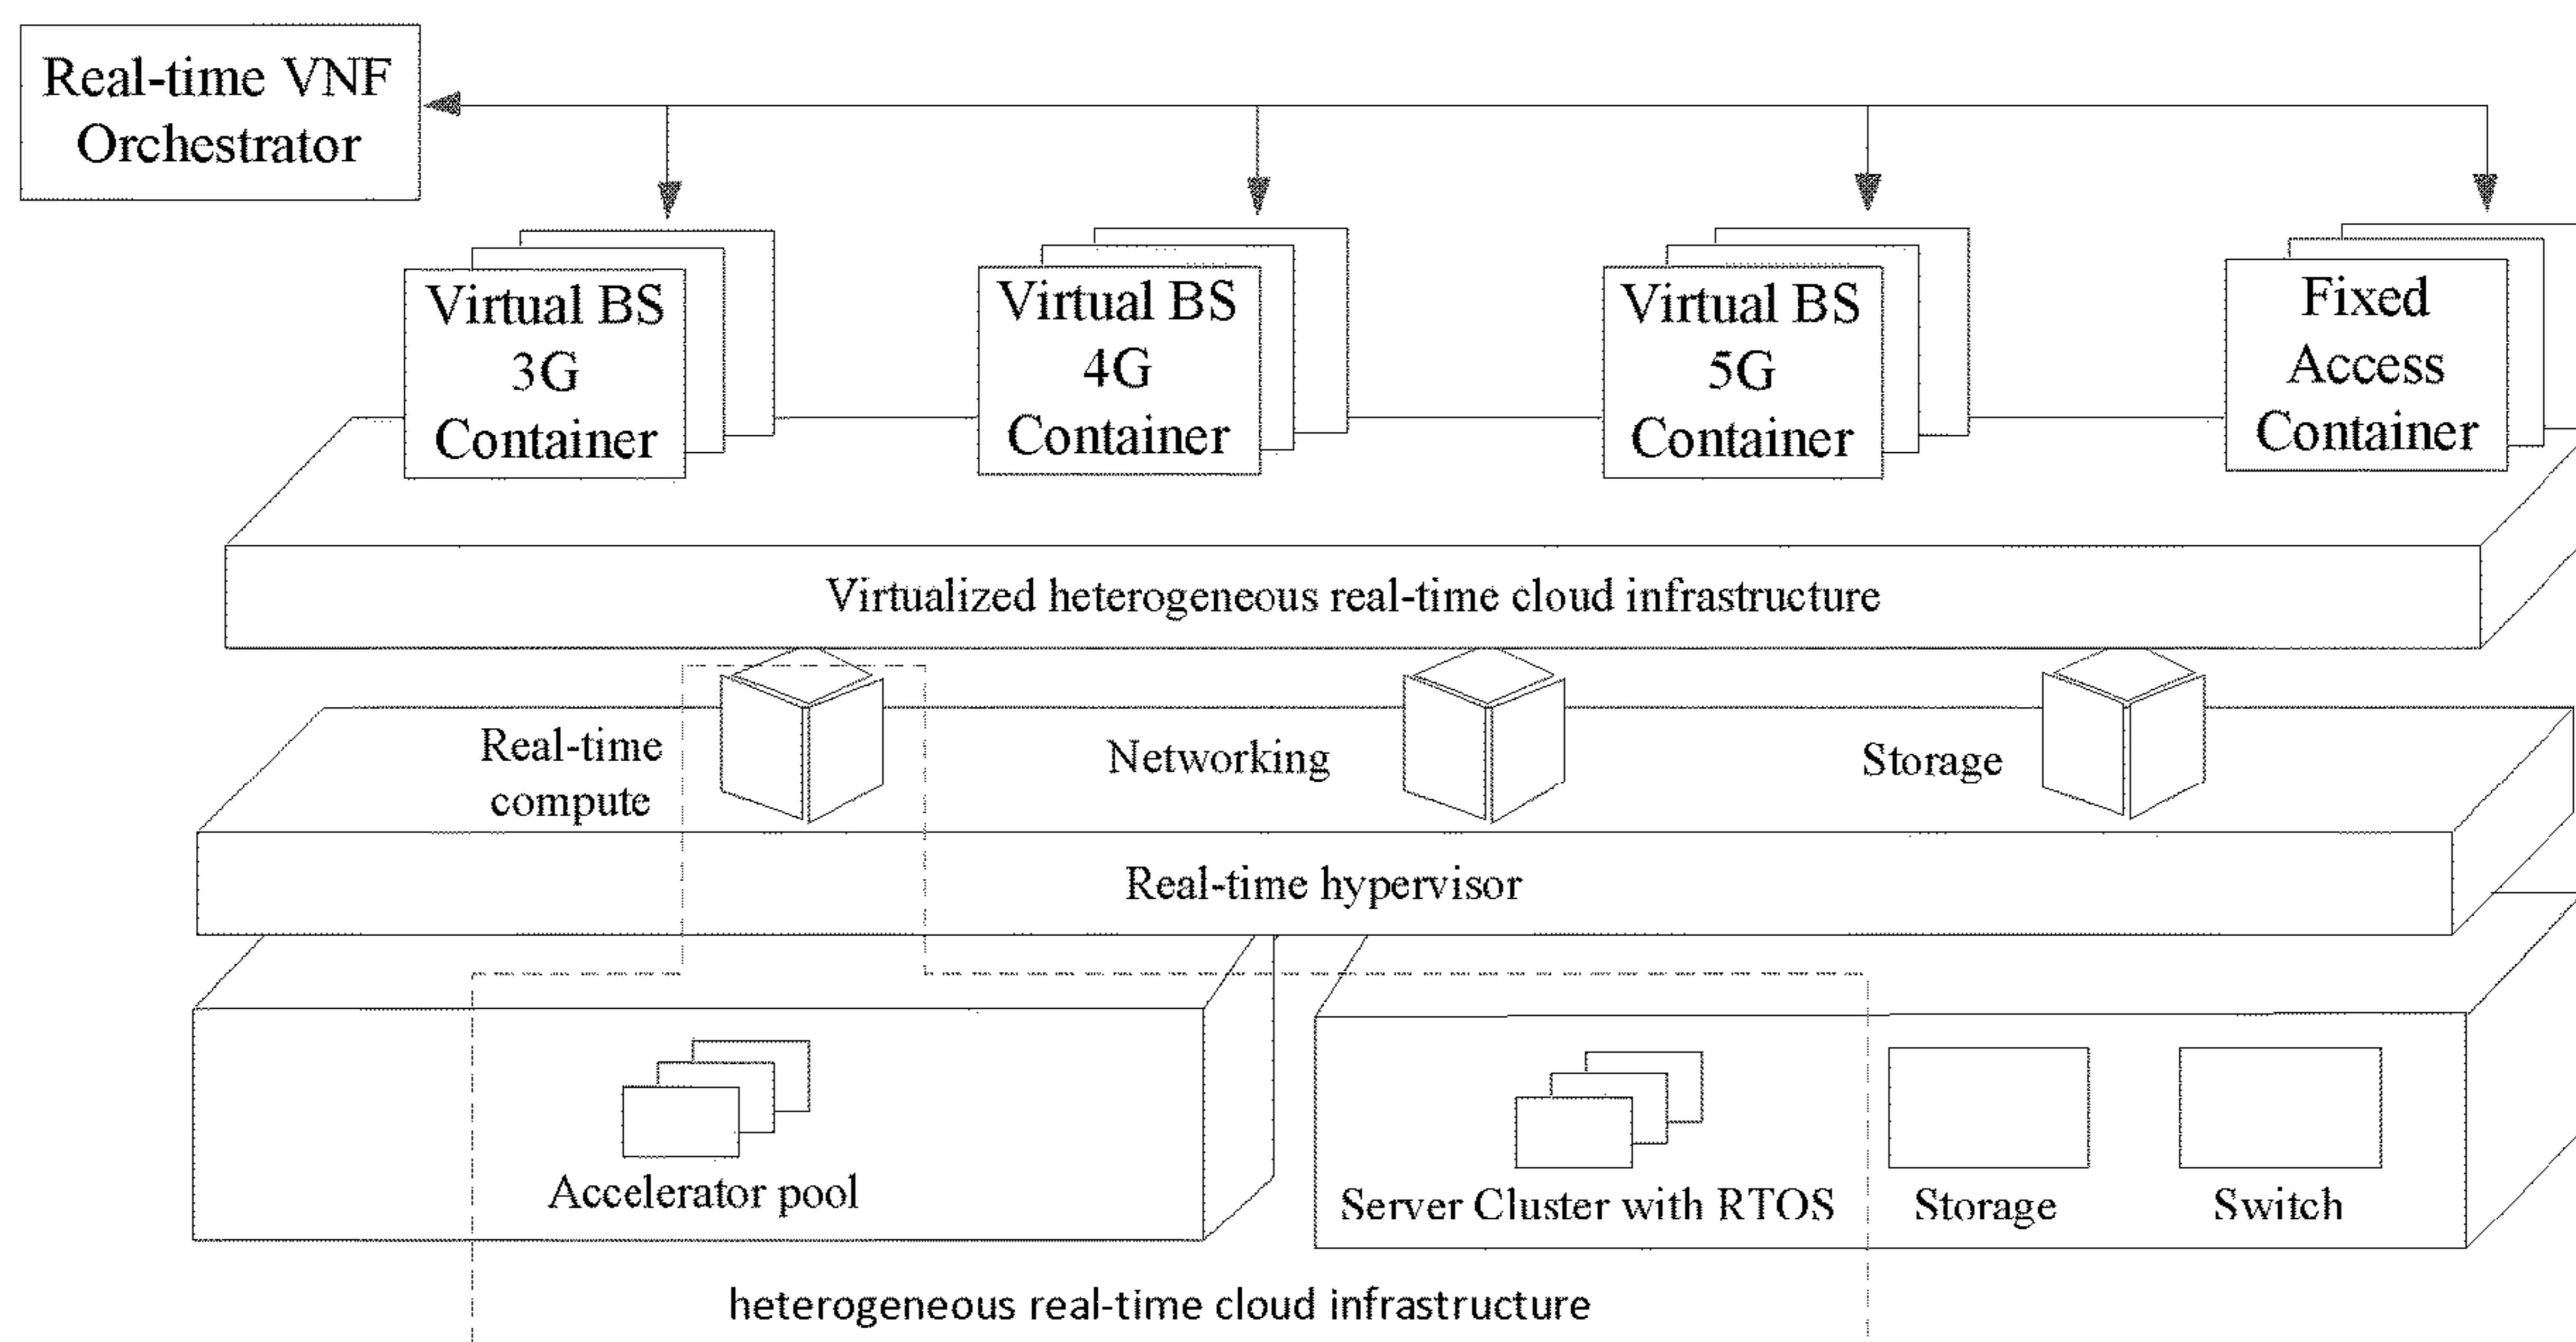 Real-time VNF
Orchestrator
Virtual BS
3G
Container
Virtual BS
4G
Container
Virtual BS
5G
Container
Fixed
Access
Container
Virtualized heterogeneous real-time cloud infrastructure
Real-time
compute
Networking
Storage
Real-time hypervisor
Accelerator pool
Server Cluster with RTOS
Storage
Switch
heterogeneous real-time cloud infrastructure